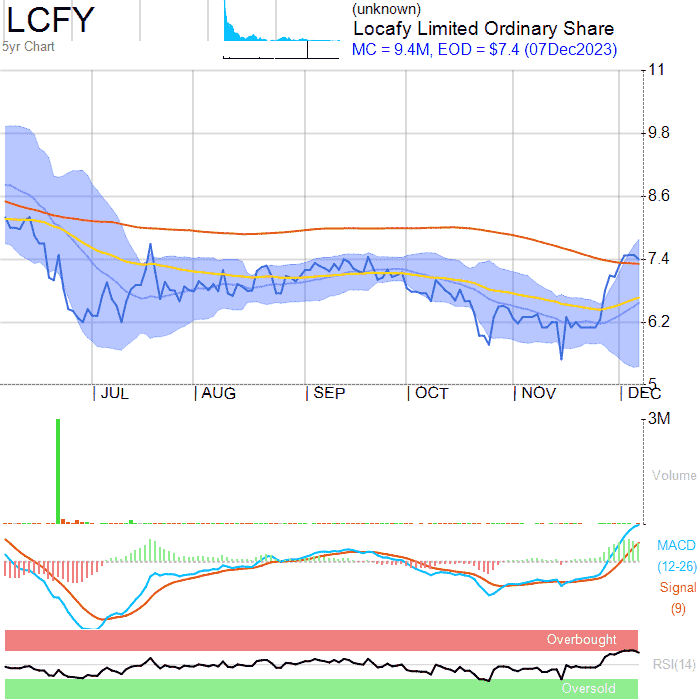 LCFY
5yr Chart
(unknown)
Locafy Limited Ordinary Share
MC = 9.4M, EOD = $7.4 (07Dec2023)
11
9.8
8.6
7.4
6.2
5
JUL
AUG
SEP
OCT
NOV
DEC
3M
Volume
MACD
(12-26)
Signal
(9)
Overbought
RSI(14)
Oversold